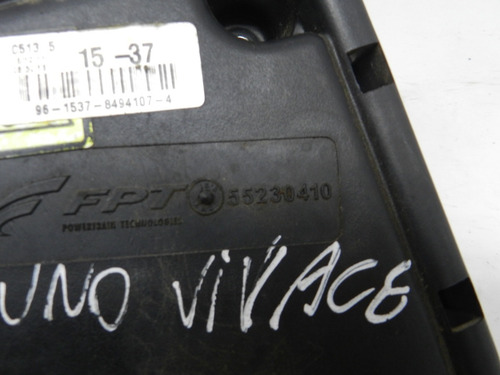 C513 5
15-37
96-1537-8494107-4
FPT 55230410
POWERTRAIN TECHNOLOGIES
UNO VIVACE